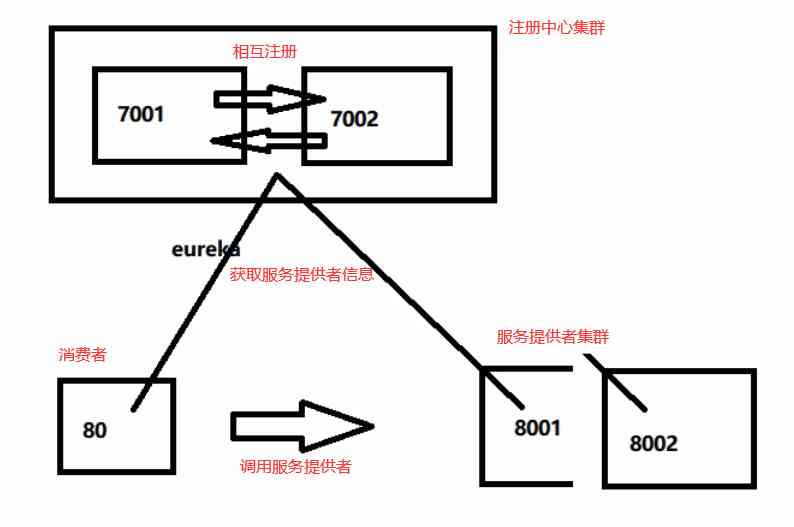 注册中心集群
相互注册
7001
7002
eureka
获取服务提供者信息
服务提供者集群
消费者
80
8001
8002
调用服务提供者